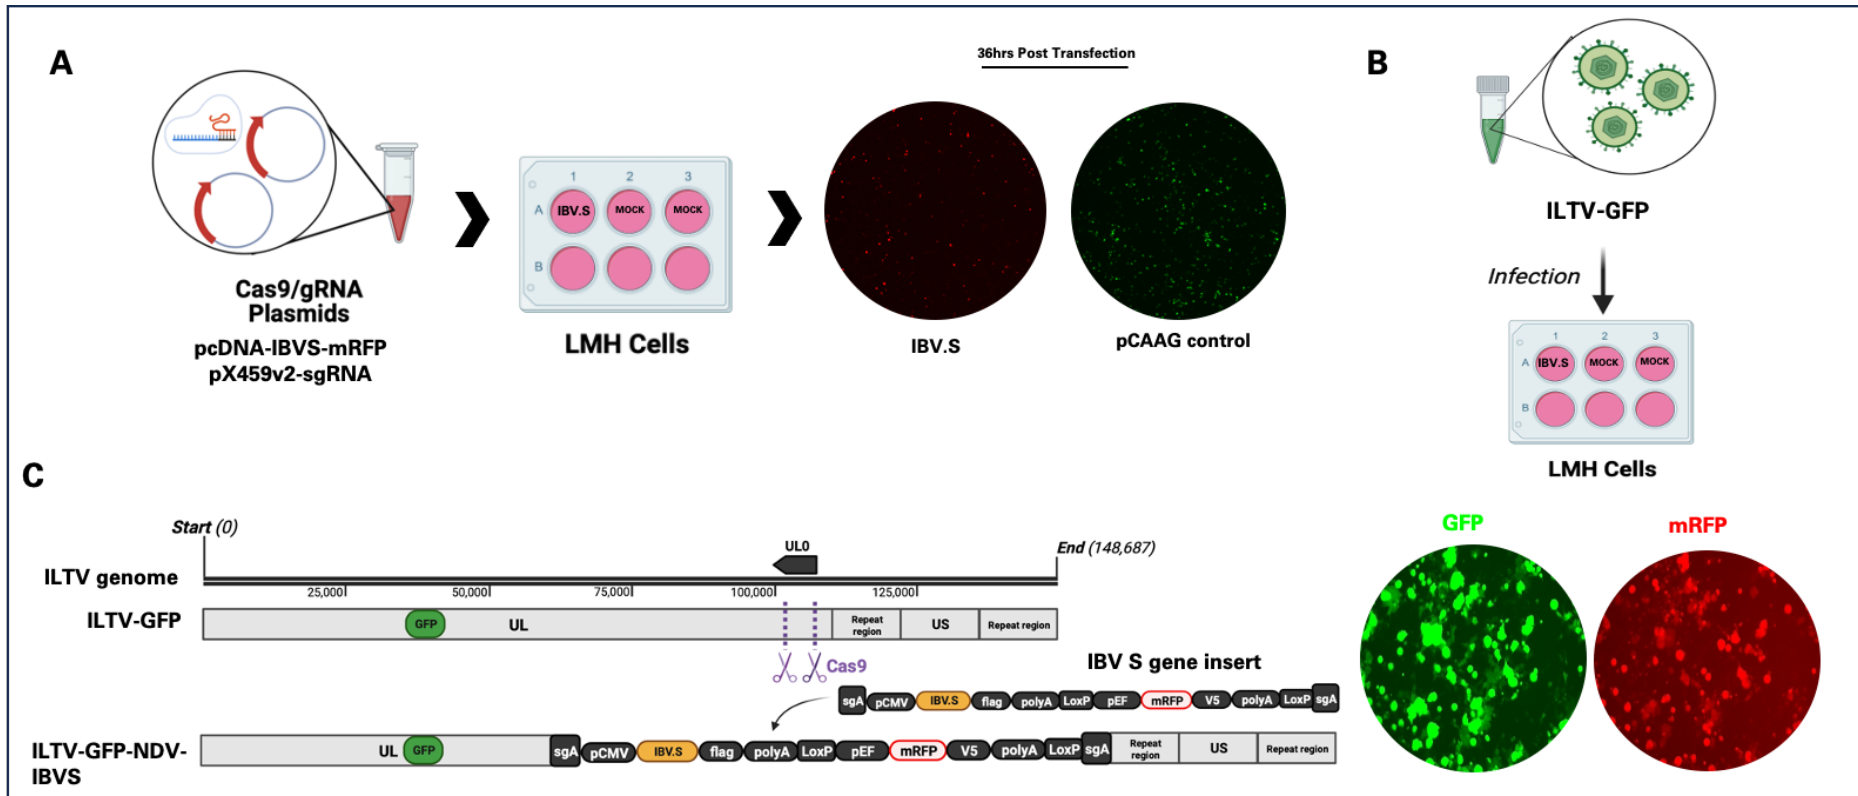 A
36hrs Post Transfection
B
1 2 3
A IBV.S MOCK MOCK
B
Cas9/gRNA
Plasmids
pcDNA-IBVS-mRFP
pX459v2-sgRNA
LMH Cells
IBV.S
pCAAG control
ILTV-GFP
Infection
1 2 3
A IBV.S MOCK MOCK
B
LMH Cells
GFP mRFP
C
Start (0)
UL0
End (148,687)
ILTV genome
25,000 50,000 75,000 100,000 125,000
ILTV-GFP
GFP UL Repeat region US Repeat region
Cas9
IBV S gene insert
sgA pCMV IBV.S flag polyA LoxP pEF mRFP V5 polyA LoxP sgA
ILTV-GFP-NDV-
IBVS
UL GFP sgA pCMV IBV.S flag polyA LoxP pEF mRFP V5 polyA LoxP sgA Repeat region US Repeat region